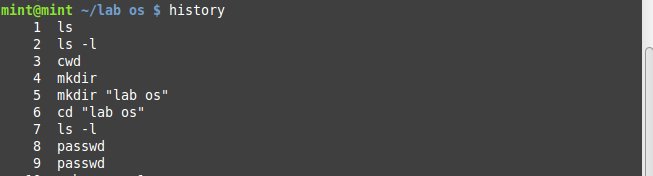 mint@mint ~/lab os $ history
1 ls
2 ls -l
3 cwd
4 mkdir
5 mkdir "lab os"
6 cd "lab os"
7 ls -l
8 passwd
9 passwd